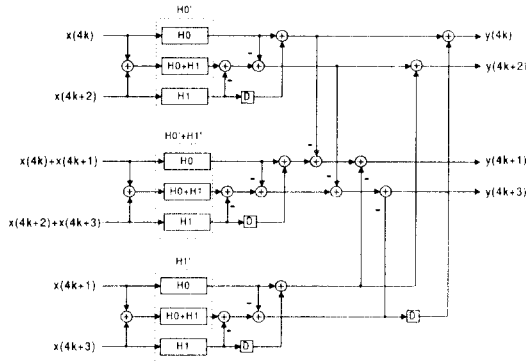 H0'
x(4k)
H0
y(4k)
H0+H1
y(4k+2)
x(4k+2)
H1
D
H0'+H1'
x(4k)+x(4k+1)
H0
y(4k+1)
H0+H1
y(4k+3)
x(4k+2)+x(4k+3)
H1
D
H1'
x(4k+1)
H0
H0+H1
D
x(4k+3)
H1
D